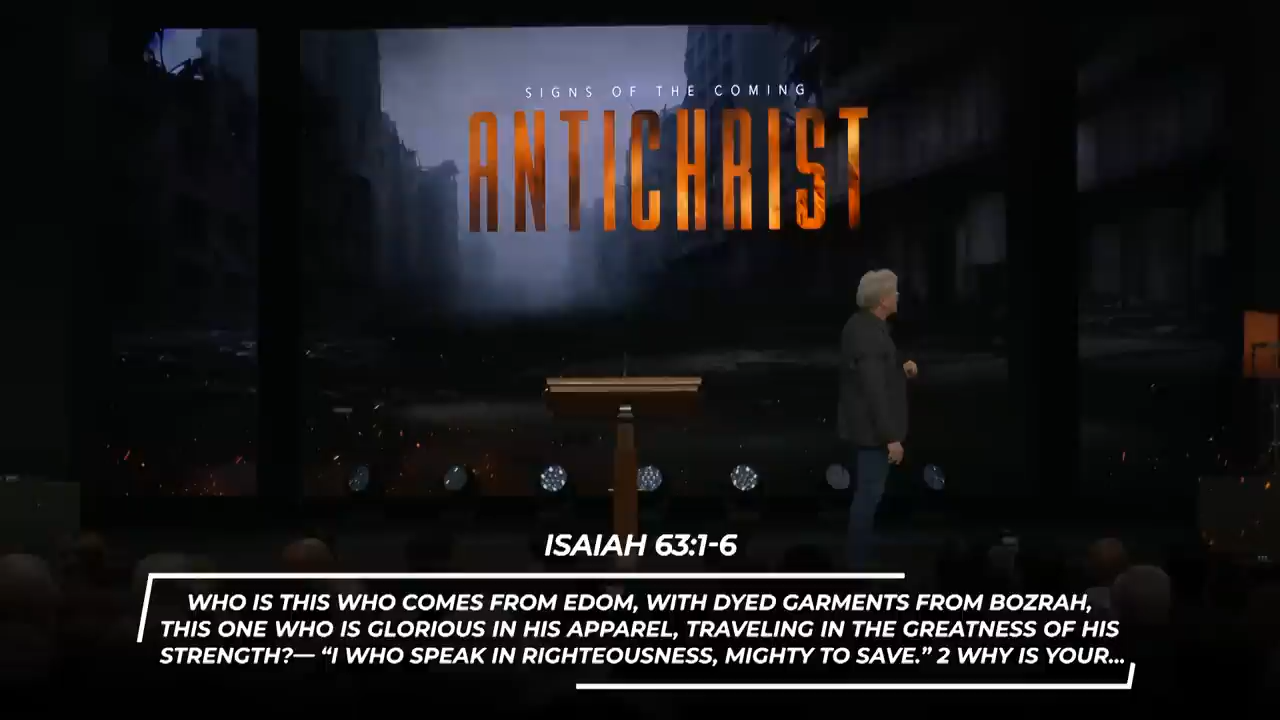 SIGNS OF THE COMING
ANTICHRIST
ISAIAH 63:1-6
WHO IS THIS WHO COMES FROM EDOM, WITH DYED GARMENTS FROM BOZRAH,
THIS ONE WHO IS GLORIOUS IN HIS APPAREL, TRAVELING IN THE GREATNESS OF HIS
STRENGTH?— “I WHO SPEAK IN RIGHTEOUSNESS, MIGHTY TO SAVE.” 2 WHY IS YOUR...